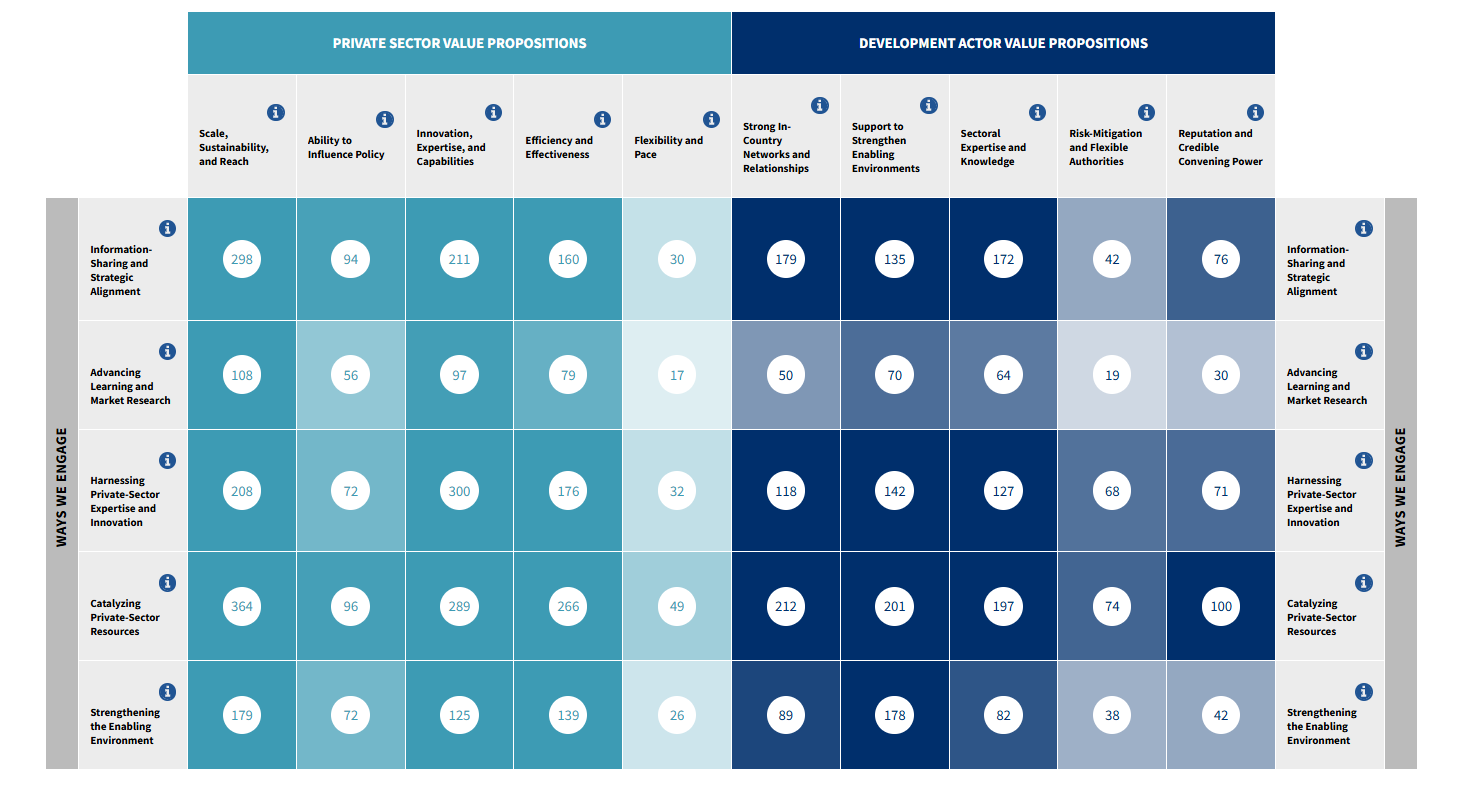 PRIVATE SECTOR VALUE PROPOSITIONS
DEVELOPMENT ACTOR VALUE PROPOSITIONS
Scale,
Sustainability,
and Reach
Ability to
Influence Policy
Innovation,
Expertise, and
Capabilities
Efficiency and
Effectiveness
Flexibility and
Pace
Strong In-
Country
Networks and
Relationships
Support to
Strengthen
Enabling
Environments
Sectoral
Expertise and
Knowledge
Risk-Mitigation
and Flexible
Authorities
Reputation and
Credible
Convening Power
WAYS WE ENGAGE
Information-
Sharing and
Strategic
Alignment
298 94 211 160 30 179 135 172 42 76
Information-
Sharing and
Strategic
Alignment
Advancing
Learning and
Market Research
108 56 97 79 17 50 70 64 19 30
Advancing
Learning and
Market Research
Harnessing
Private-Sector
Expertise and
Innovation
208 72 300 176 32 118 142 127 68 71
Harnessing
Private-Sector
Expertise and
Innovation
Catalyzing
Private-Sector
Resources
364 96 289 266 49 212 201 197 74 100
Catalyzing
Private-Sector
Resources
Strengthening
the Enabling
Environment
179 72 125 139 26 89 178 82 38 42
Strengthening
the Enabling
Environment
WAYS WE ENGAGE